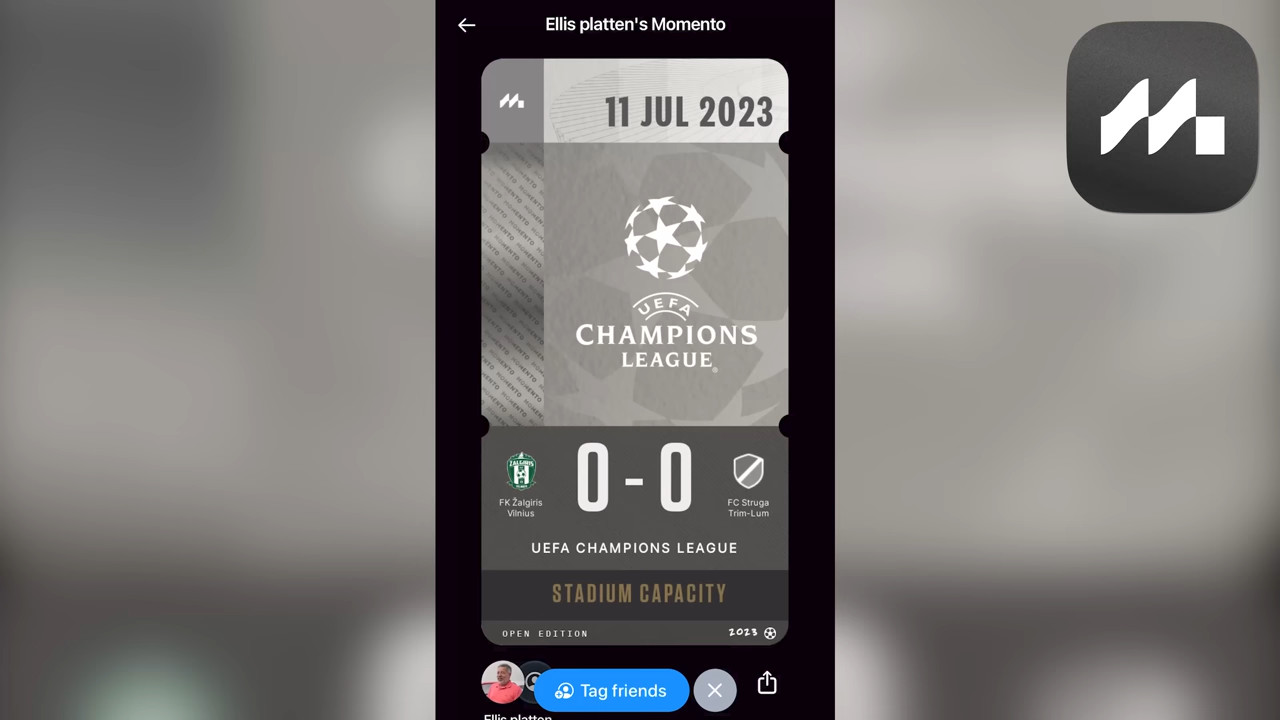 Ellis platten's Momento
11 JUL 2023
UEFA
CHAMPIONS
LEAGUE
0 - 0
ŽALGIRIS
FK Žalgiris
Vilnius
FC Struga
Trim-Lum
UEFA CHAMPIONS LEAGUE
STADIUM CAPACITY
OPEN EDITION
2023
Tag friends
Ellis platten